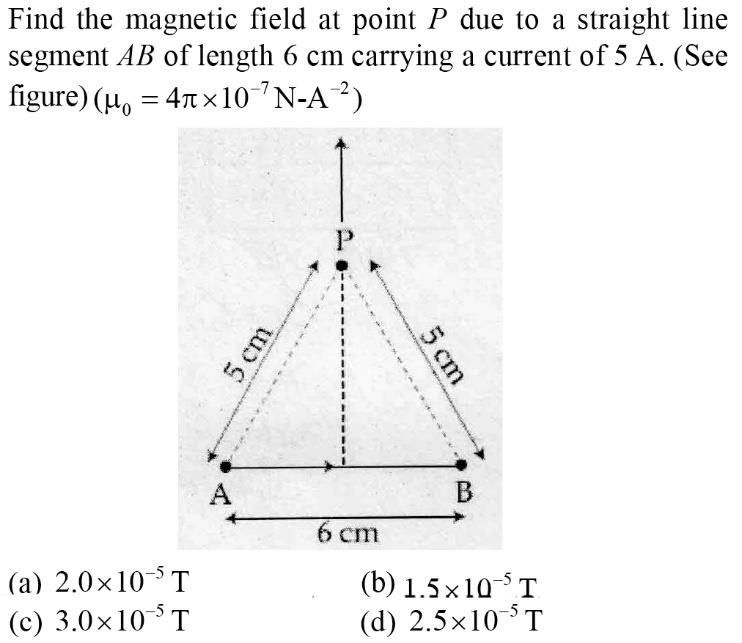 Find the magnetic field at point P due to a straight line
segment AB of length 6 cm carrying a current of 5 A. (See
figure) (μ₀ = 4π×10⁻⁷ N-A⁻²)
P
5 cm
5 cm
A
B
6 cm
(a) 2.0×10⁻⁵ T
(b) 1.5×10⁻⁵ T
(c) 3.0×10⁻⁵ T
(d) 2.5×10⁻⁵ T